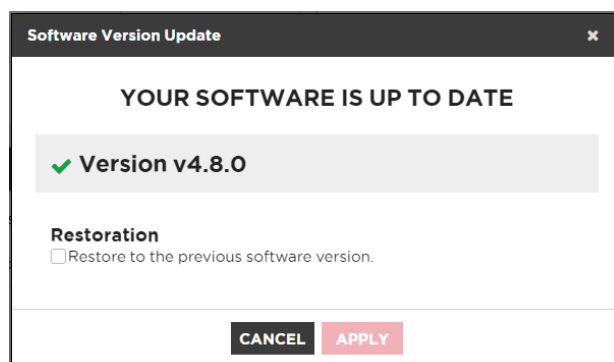 Software Version Update
YOUR SOFTWARE IS UP TO DATE
Version v4.8.0
Restoration
Restore to the previous software version.
CANCEL APPLY